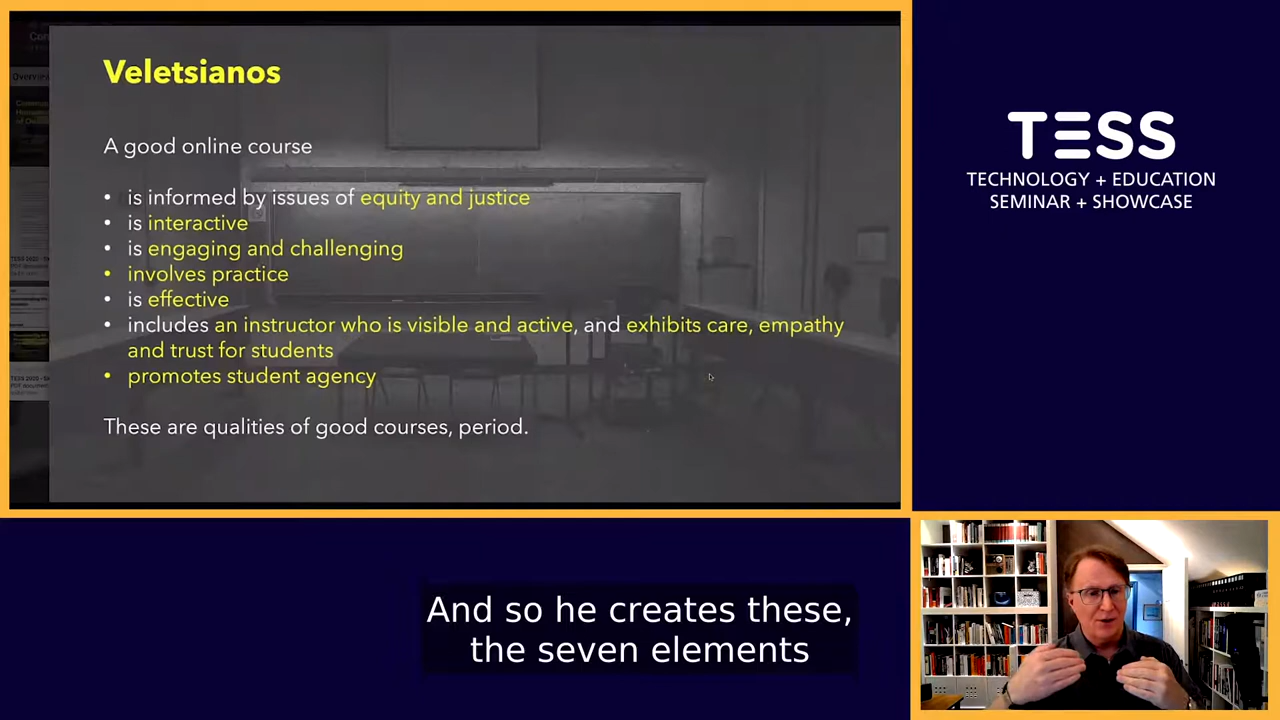 Veletsianos
A good online course
• is informed by issues of equity and justice
• is interactive
• is engaging and challenging
• involves practice
• is effective
• includes an instructor who is visible and active, and exhibits care, empathy
and trust for students
• promotes student agency
These are qualities of good courses, period.
TESS
TECHNOLOGY + EDUCATION
SEMINAR + SHOWCASE
And so he creates these,
the seven elements